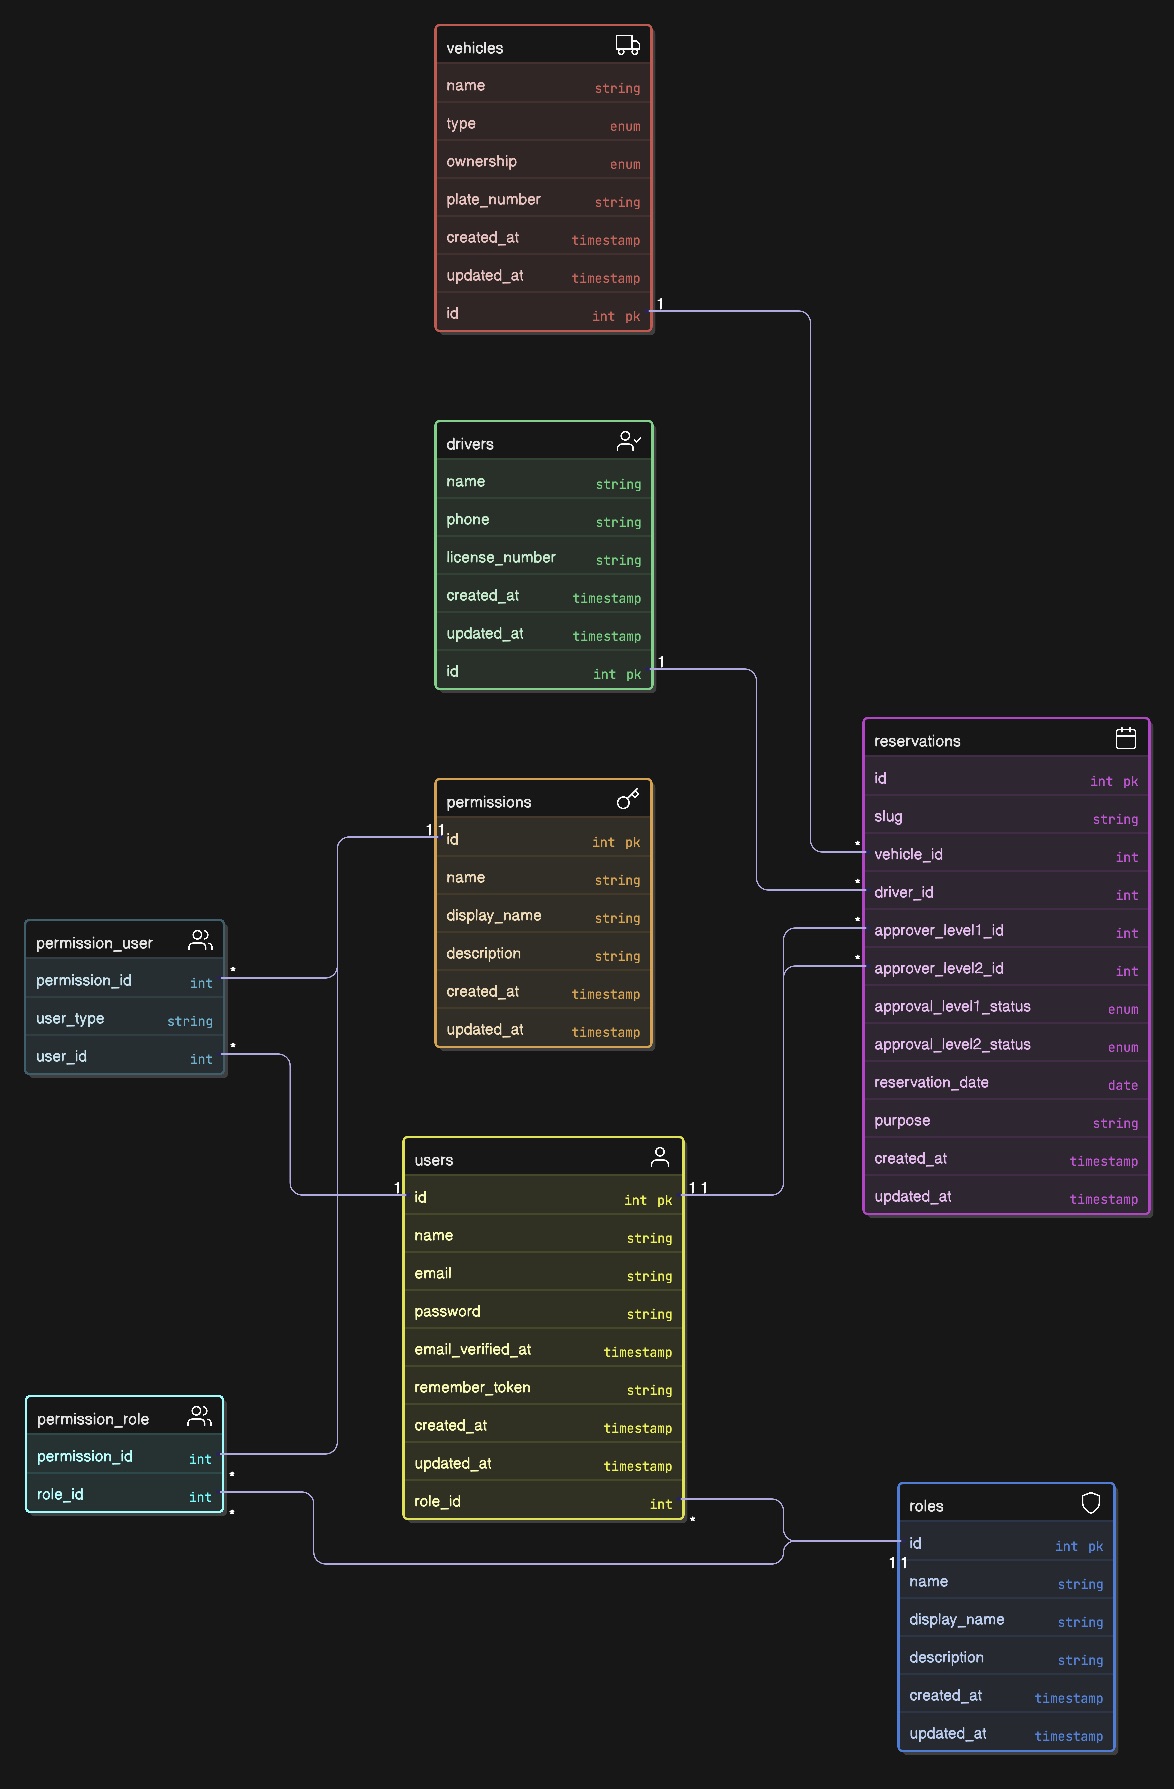 vehicles
name string
type enum
ownership enum
plate_number string
created_at timestamp
updated_at timestamp
id int pk
1
drivers
name string
phone string
license_number string
created_at timestamp
updated_at timestamp
id int pk
1
reservations
id int pk
slug string
* vehicle_id int
* driver_id int
* approver_level1_id int
* approver_level2_id int
approval_level1_status enum
approval_level2_status enum
reservation_date date
purpose string
created_at timestamp
updated_at timestamp
permissions
1 1
id int pk
name string
display_name string
description string
created_at timestamp
updated_at timestamp
permission_user
permission_id int *
user_type string
user_id int *
users
1 id int pk 1 1
name string
email string
password string
email_verified_at timestamp
remember_token string
created_at timestamp
updated_at timestamp
role_id int
*
permission_role
permission_id int
*
role_id int
*
roles
id int pk
1 1
name string
display_name string
description string
created_at timestamp
updated_at timestamp